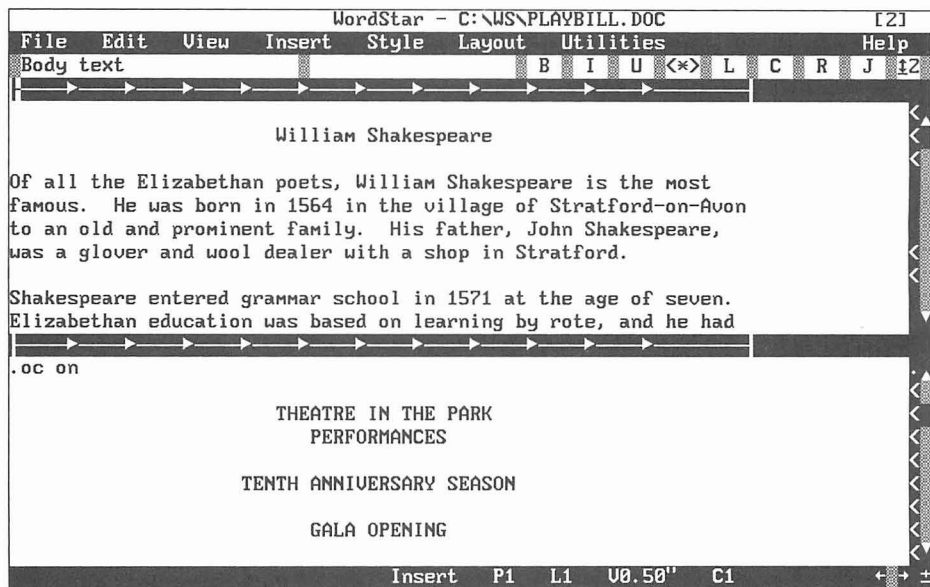 WordStar - C:\WS\PLAYBILL.DOC [2]
File Edit View Insert Style Layout Utilities Help
Body text B I U <*> L C R J ↕2
William Shakespeare
Of all the Elizabethan poets, William Shakespeare is the most
famous. He was born in 1564 in the village of Stratford-on-Avon
to an old and prominent family. His father, John Shakespeare,
was a glover and wool dealer with a shop in Stratford.
Shakespeare entered grammar school in 1571 at the age of seven.
Elizabethan education was based on learning by rote, and he had
.oc on
THEATRE IN THE PARK
PERFORMANCES
TENTH ANNIVERSARY SEASON
GALA OPENING
Insert P1 L1 V0.50" C1